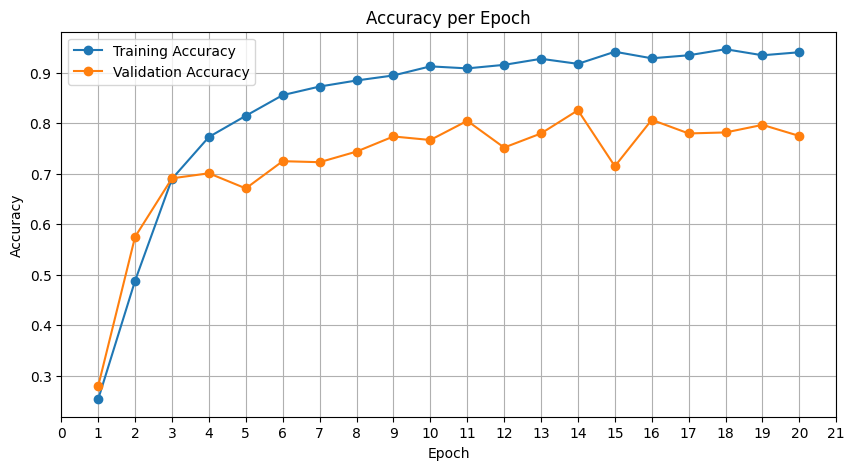 Accuracy per Epoch
Training Accuracy
Validation Accuracy
Accuracy
0.9
0.8
0.7
0.6
0.5
0.4
0.3
0 1 2 3 4 5 6 7 8 9 10 11 12 13 14 15 16 17 18 19 20 21
Epoch